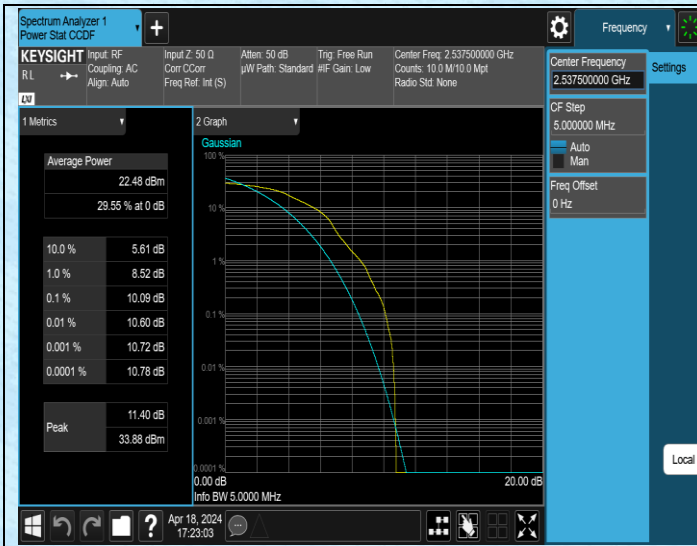 Spectrum Analyzer 1
Power Stat CCDF
+
Frequency
KEYSIGHT
RL
LXI
Input: RF
Coupling: AC
Align: Auto
Input Z: 50 Ω
Corr CCorr
Freq Ref: Int (S)
Atten: 50 dB
µW Path: Standard
Trig: Free Run
#IF Gain: Low
Center Freq: 2.537500000 GHz
Counts: 10.0 M/10.0 Mpt
Radio Std: None
Center Frequency
2.537500000 GHz
Settings
CF Step
5.000000 MHz
Auto
Man
Freq Offset
0 Hz
1 Metrics
Average Power
22.48 dBm
29.55 % at 0 dB
10.0 % 5.61 dB
1.0 % 8.52 dB
0.1 % 10.09 dB
0.01 % 10.60 dB
0.001 % 10.72 dB
0.0001 % 10.78 dB
Peak
11.40 dB
33.88 dBm
2 Graph
Gaussian
100 %
10 %
1 %
0.1 %
0.01 %
0.001 %
0.0001 %
0.00 dB 20.00 dB
Info BW 5.0000 MHz
Local
?
Apr 18, 2024
17:23:03